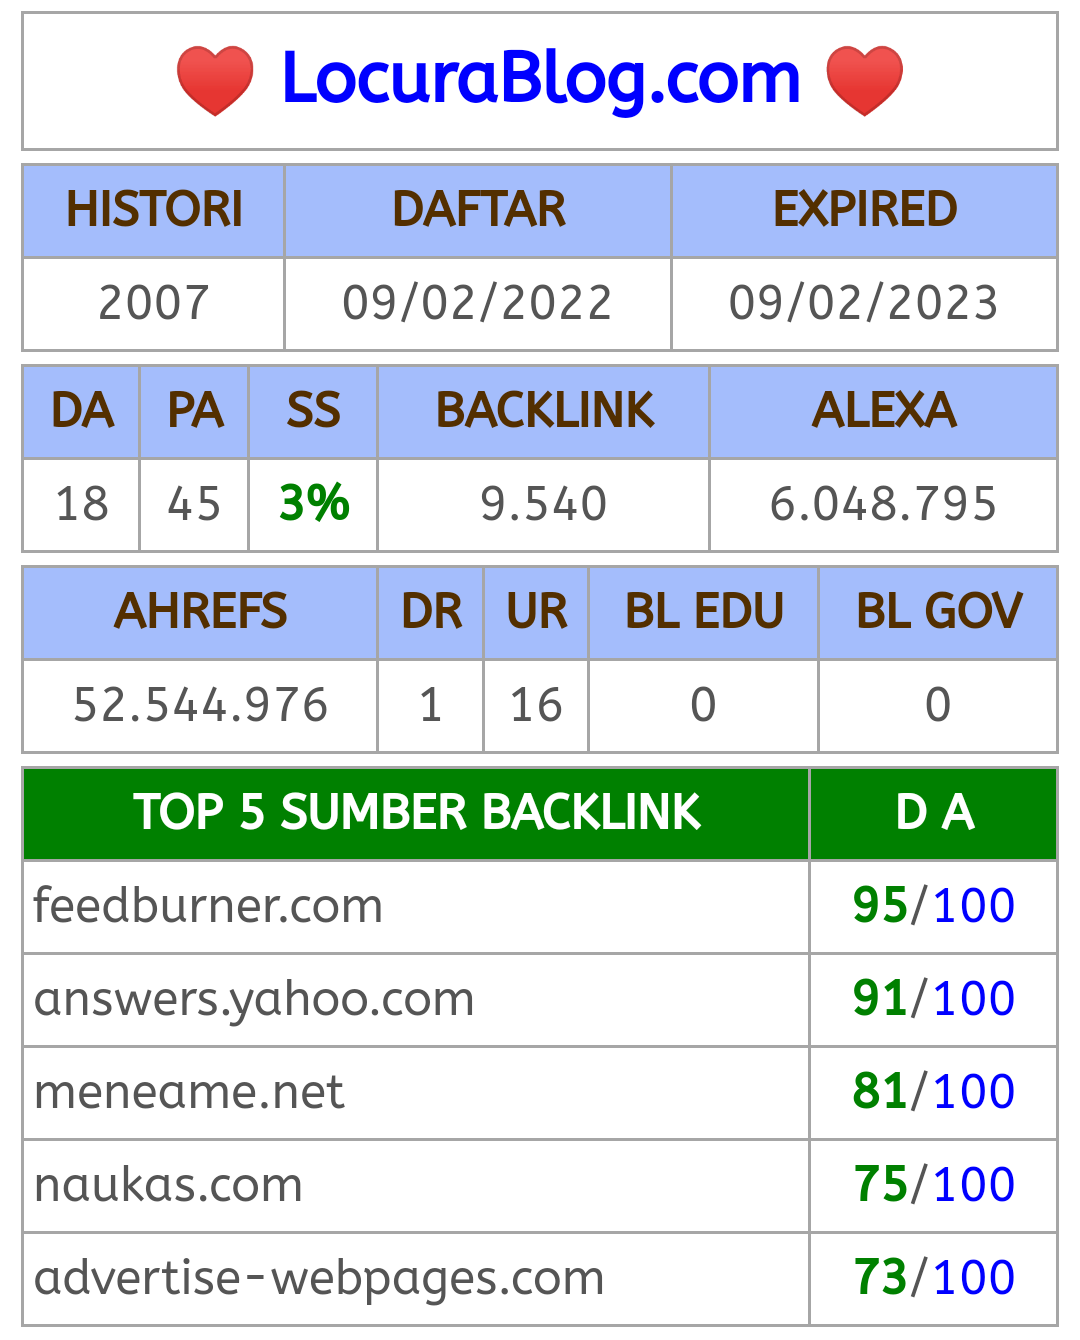 ♥ LocuraBlog.com ♥
HISTORI DAFTAR EXPIRED
2007 09/02/2022 09/02/2023
DA PA SS BACKLINK ALEXA
18 45 3% 9.540 6.048.795
AHREFS DR UR BL EDU BL GOV
52.544.976 1 16 0 0
TOP 5 SUMBER BACKLINK D A
feedburner.com 95/100
answers.yahoo.com 91/100
meneame.net 81/100
naukas.com 75/100
advertise-webpages.com 73/100